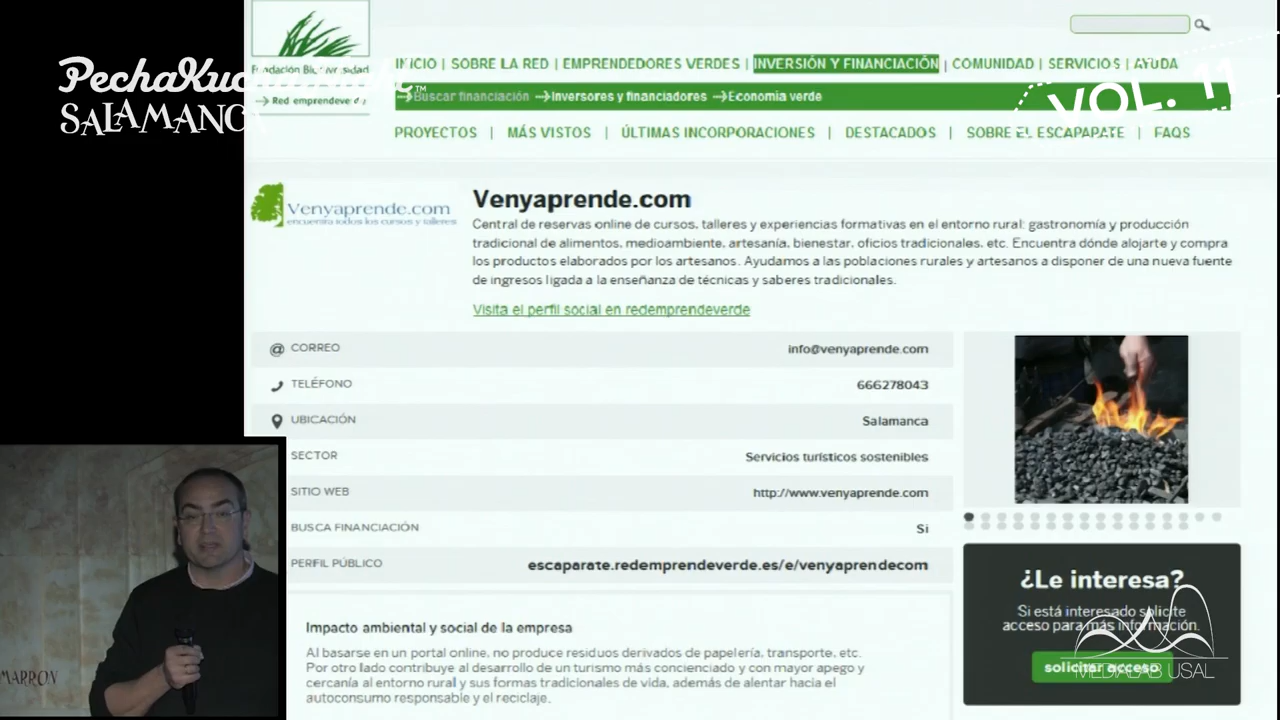 PechaKucha
SALAMANCA
VOL. 11
Fundación Biodiversidad
Red emprendeverde
INICIO | SOBRE LA RED | EMPRENDEDORES VERDES | INVERSIÓN Y FINANCIACIÓN | COMUNIDAD | SERVICIOS | AYUDA
Buscar financiación Inversores y financiadores Economía verde
PROYECTOS | MÁS VISTOS | ÚLTIMAS INCORPORACIONES | DESTACADOS | SOBRE EL ESCAPAPATE | FAQS
Venyaprende.com
encuentra todos los cursos y talleres
Venyaprende.com
Central de reservas online de cursos, talleres y experiencias formativas en el entorno rural: gastronomía y producción
tradicional de alimentos, medioambiente, artesanía, bienestar, oficios tradicionales, etc. Encuentra dónde alojarte y compra
los productos elaborados por los artesanos. Ayudamos a las poblaciones rurales y artesanos a disponer de una nueva fuente
de ingresos ligada a la enseñanza de técnicas y saberes tradicionales.
Visita el perfil social en redemprendeverde
@ CORREO info@venyaprende.com
TELÉFONO 666278043
UBICACIÓN Salamanca
SECTOR Servicios turísticos sostenibles
SITIO WEB http://www.venyaprende.com
BUSCA FINANCIACIÓN Si
PERFIL PÚBLICO escaparate.redemprendeverde.es/e/venyaprendecom
Impacto ambiental y social de la empresa
Al basarse en un portal online, no produce residuos derivados de papelería, transporte, etc.
Por otro lado contribuye al desarrollo de un turismo más concienciado y con mayor apego y
cercanía al entorno rural y sus formas tradicionales de vida, además de alentar hacia el
autoconsumo responsable y el reciclaje.
¿Le interesa?
Si está interesado solicite
acceso para más información.
solicitar acceso
MEDIALAB USAL
MARRON